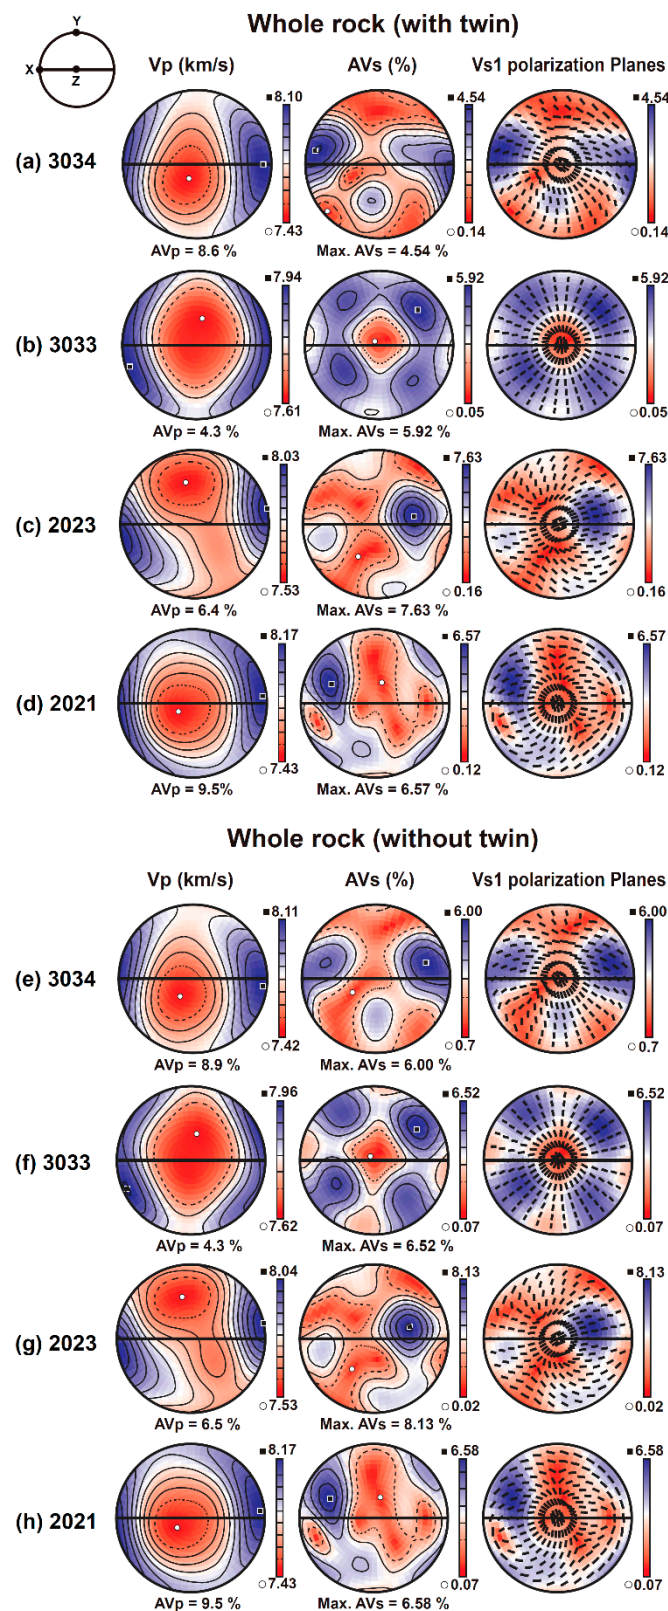 Whole rock (with twin)
Y
X
Z
Vp (km/s) AVs (%) Vs1 polarization Planes
(a) 3034
8.10
7.43
AVp = 8.6 %
4.54
0.14
Max. AVs = 4.54 %
4.54
0.14
(b) 3033
7.94
7.61
AVp = 4.3 %
5.92
0.05
Max. AVs = 5.92 %
5.92
0.05
(c) 2023
8.03
7.53
AVp = 6.4 %
7.63
0.16
Max. AVs = 7.63 %
7.63
0.16
(d) 2021
8.17
7.43
AVp = 9.5%
6.57
0.12
Max. AVs = 6.57 %
6.57
0.12
Whole rock (without twin)
Vp (km/s) AVs (%) Vs1 polarization Planes
(e) 3034
8.11
7.42
AVp = 8.9 %
6.00
0.7
Max. AVs = 6.00 %
6.00
0.7
(f) 3033
7.96
7.62
AVp = 4.3 %
6.52
0.07
Max. AVs = 6.52 %
6.52
0.07
(g) 2023
8.04
7.53
AVp = 6.5 %
8.13
0.02
Max. AVs = 8.13 %
8.13
0.02
(h) 2021
8.17
7.43
AVp = 9.5 %
6.58
0.07
Max. AVs = 6.58 %
6.58
0.07